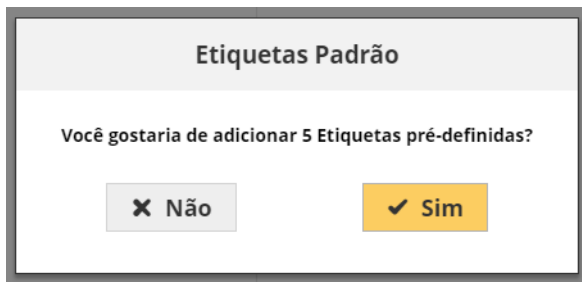 Etiquetas Padrão
Você gostaria de adicionar 5 Etiquetas pré-definidas?
Não
Sim